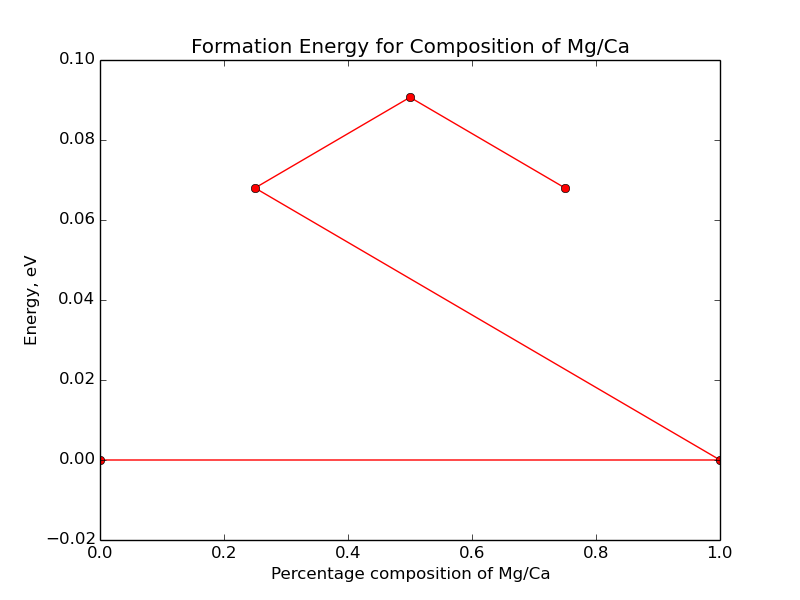 Formation Energy for Composition of Mg/Ca
0.10
0.08
0.06
0.04
0.02
0.00
−0.02
Energy, eV
0.0 0.2 0.4 0.6 0.8 1.0
Percentage composition of Mg/Ca